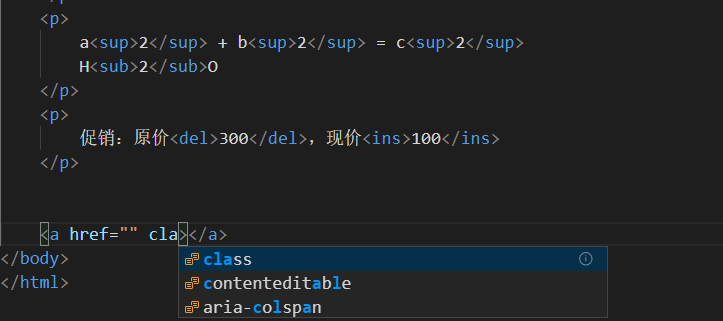 <p>
a<sup>2</sup> + b<sup>2</sup> = c<sup>2</sup>
H<sub>2</sub>O
</p>
<p>
促销：原价<del>300</del>，现价<ins>100</ins>
</p>
<a href="" cla></a>
class
contenteditable
aria-colspan
</body>
</html>